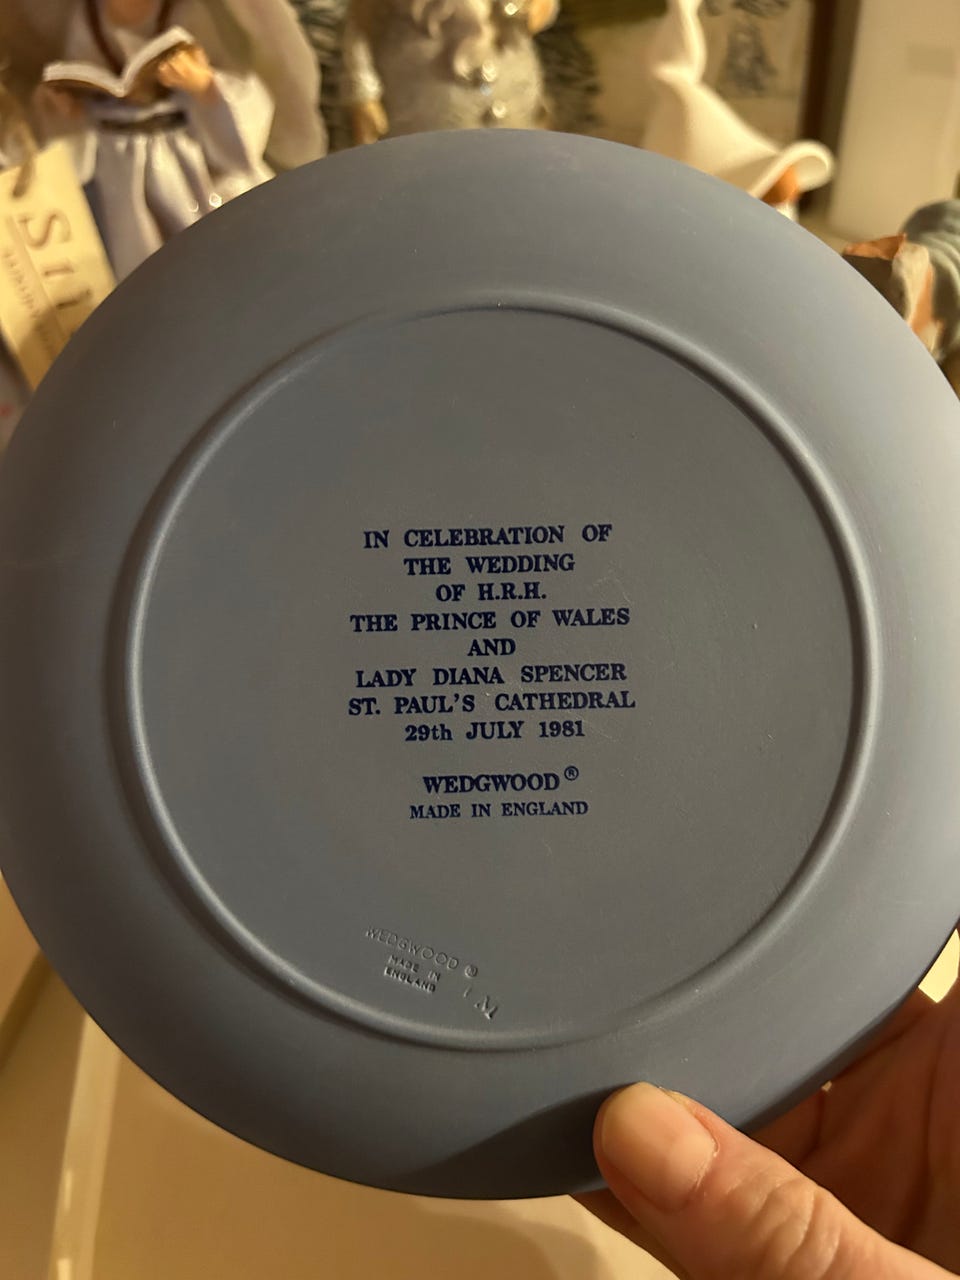 IN CELEBRATION OF
THE WEDDING
OF H.R.H.
THE PRINCE OF WALES
AND
LADY DIANA SPENCER
ST. PAUL'S CATHEDRAL
29th JULY 1981
WEDGWOOD®
MADE IN ENGLAND
WEDGWOOD ®
MADE IN
ENGLAND